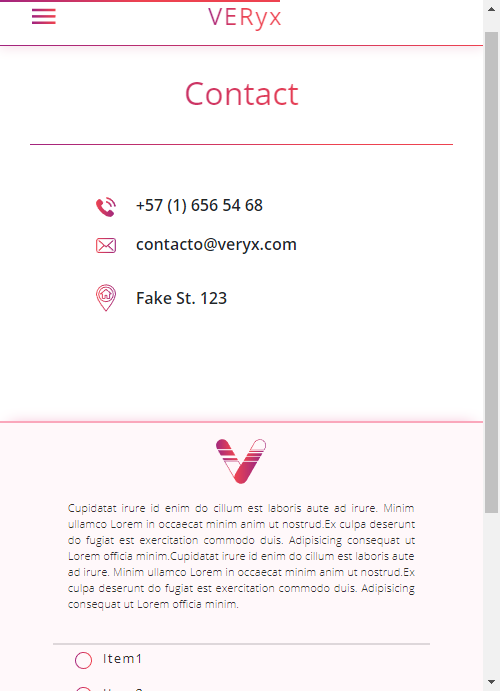 VERyx
Contact
+57 (1) 656 54 68
contacto@veryx.com
Fake St. 123
Cupidatat irure id enim do cillum est laboris aute ad irure. Minim
ullamco Lorem in occaecat minim anim ut nostrud.Ex culpa deserunt
do fugiat est exercitation commodo duis. Adipisicing consequat ut
Lorem officia minim.Cupidatat irure id enim do cillum est laboris aute
ad irure. Minim ullamco Lorem in occaecat minim anim ut nostrud.Ex
culpa deserunt do fugiat est exercitation commodo duis. Adipisicing
consequat ut Lorem officia minim.
Item1